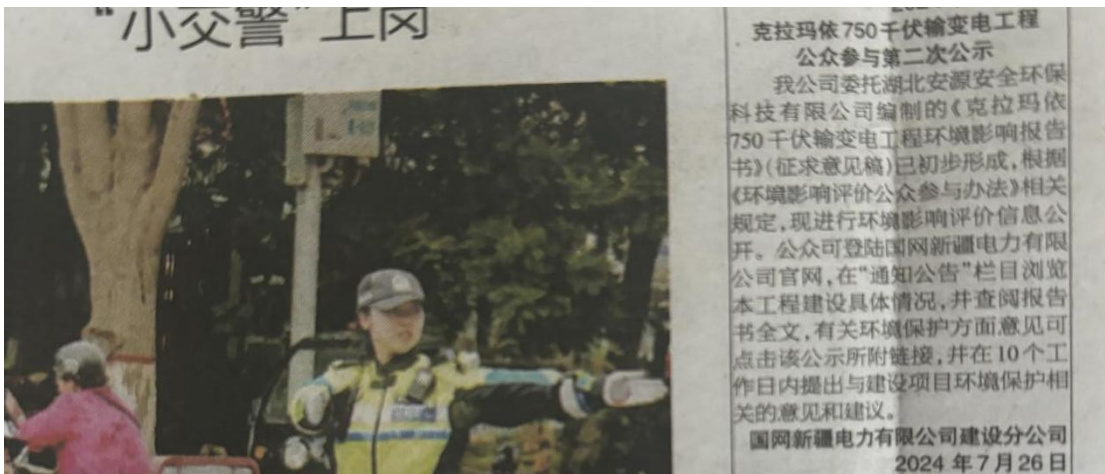 “小交警”上岗
克拉玛依750千伏输变电工程
公众参与第二次公示
我公司委托湖北安源安全环保
科技有限公司编制的《克拉玛依
750千伏输变电工程环境影响报告
书》(征求意见稿)已初步形成,根据
《环境影响评价公众参与办法》相关
规定,现进行环境影响评价信息公
开。公众可登陆国网新疆电力有限
公司官网,在“通知公告”栏目浏览
本工程建设具体情况,并查阅报告
书全文,有关环境保护方面意见可
点击该公示所附链接,并在10个工
作日内提出与建设项目环境保护相
关的意见和建议。
国网新疆电力有限公司建设分公司
2024年7月26日